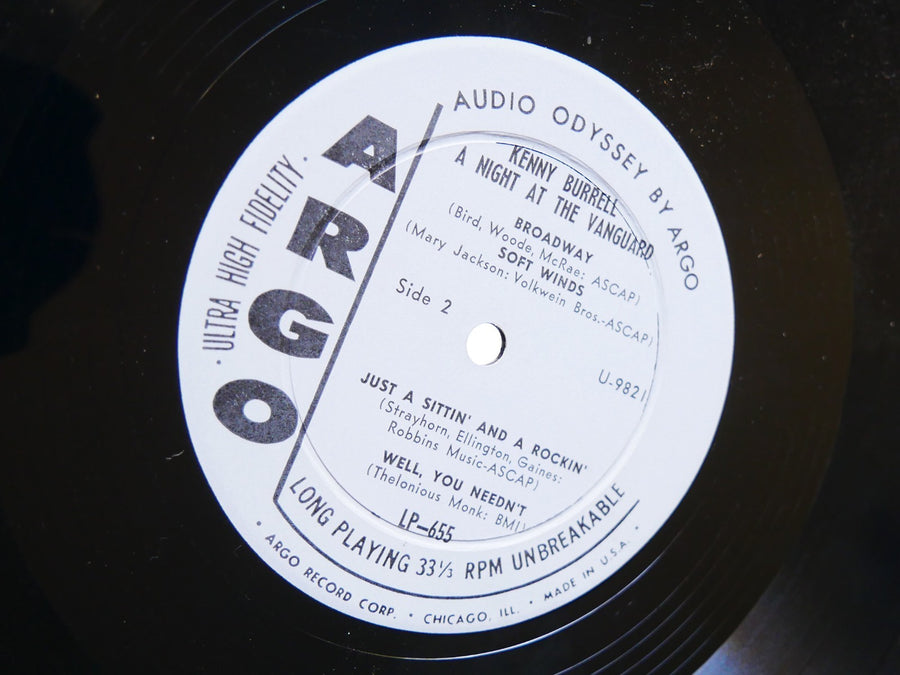 AUDIO ODYSSEY BY ARGO
· ULTRA HIGH FIDELITY ·
ARGO
KENNY BURRELL
A NIGHT AT THE VANGUARD
BROADWAY
(Bird, Woode, McRae: ASCAP)
SOFT WINDS
(Mary Jackson: Volkwein Bros.-ASCAP)
Side 2
U-9821
JUST A SITTIN' AND A ROCKIN'
(Strayhorn, Ellington, Gaines:
Robbins Music-ASCAP)
WELL, YOU NEEDN'T
(Thelonious Monk: BMI)
LP-655
LONG PLAYING 33⅓ RPM UNBREAKABLE
· ARGO RECORD CORP. · CHICAGO, ILL. · MADE IN U.S.A. ·